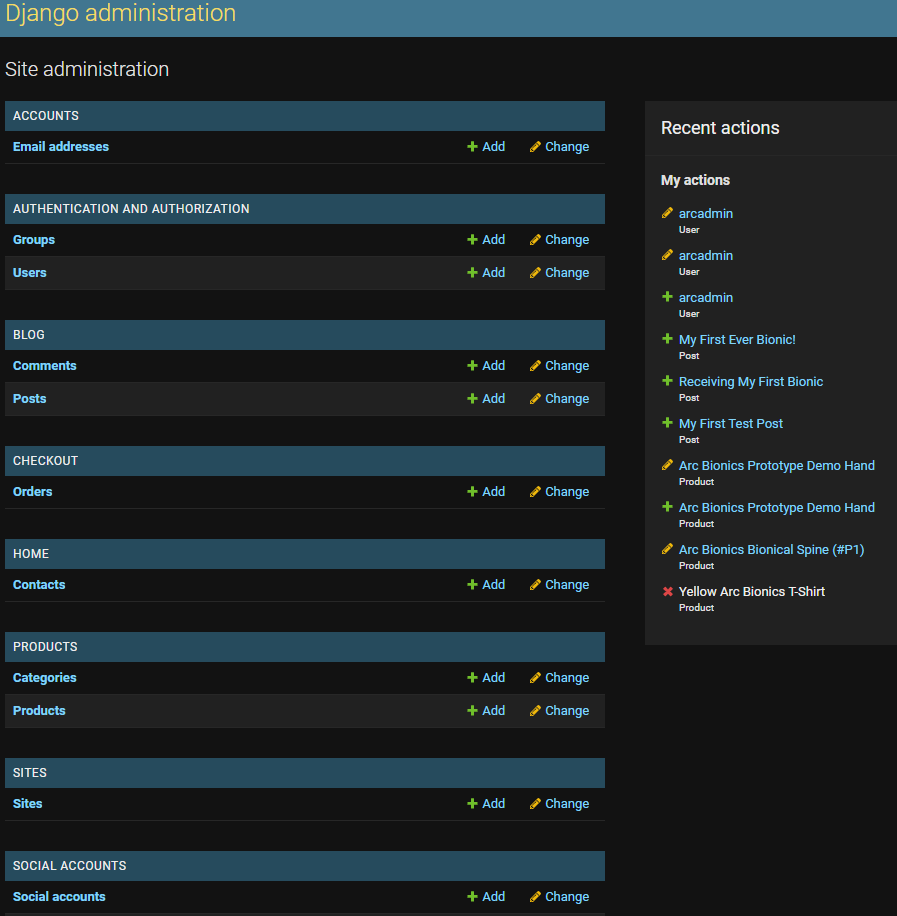 Django administration
Site administration
ACCOUNTS
Email addresses Add Change
AUTHENTICATION AND AUTHORIZATION
Groups Add Change
Users Add Change
BLOG
Comments Add Change
Posts Add Change
CHECKOUT
Orders Add Change
HOME
Contacts Add Change
PRODUCTS
Categories Add Change
Products Add Change
SITES
Sites Add Change
SOCIAL ACCOUNTS
Social accounts Add Change
Recent actions
My actions
arcadmin
User
arcadmin
User
arcadmin
User
My First Ever Bionic!
Post
Receiving My First Bionic
Post
My First Test Post
Post
Arc Bionics Prototype Demo Hand
Product
Arc Bionics Prototype Demo Hand
Product
Arc Bionics Bionical Spine (#P1)
Product
Yellow Arc Bionics T-Shirt
Product